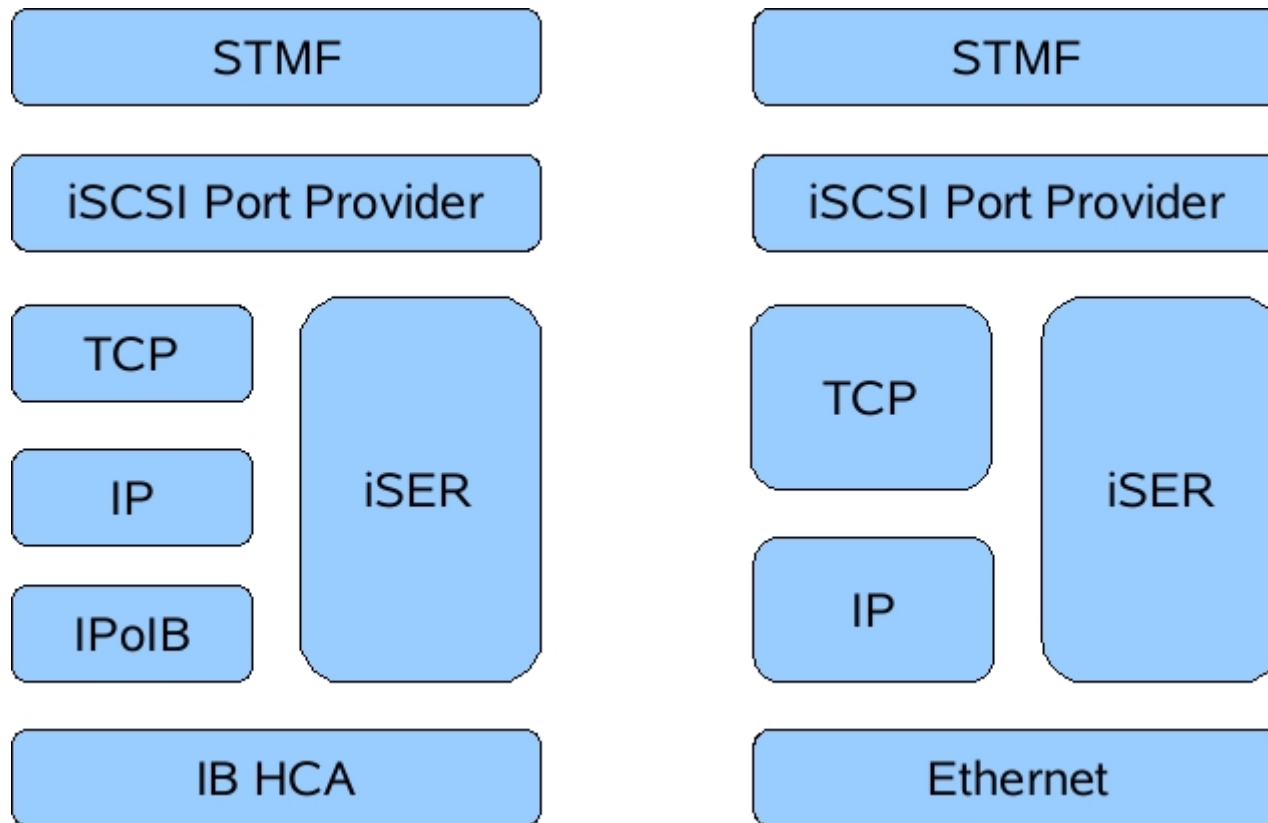 STMF
iSCSI Port Provider
TCP
IP
IPoIB
iSER
IB HCA
STMF
iSCSI Port Provider
TCP
IP
iSER
Ethernet